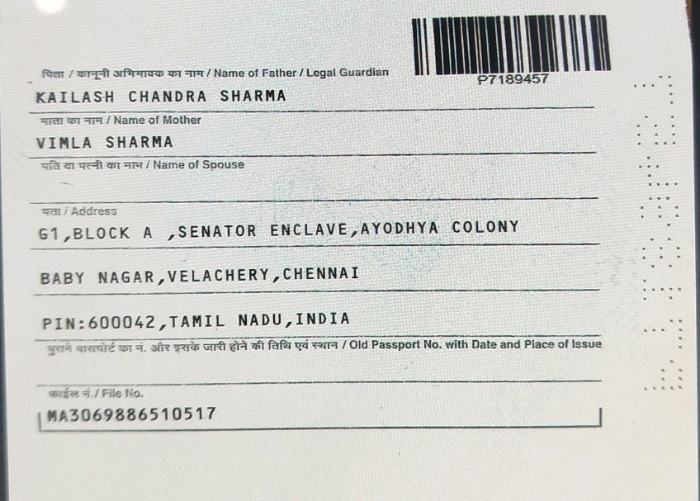 P7189457
पिता / कानूनी अभिभावक का नाम / Name of Father / Legal Guardian
KAILASH CHANDRA SHARMA
माता का नाम / Name of Mother
VIMLA SHARMA
पति या पत्नी का नाम / Name of Spouse
पता / Address
G1,BLOCK A ,SENATOR ENCLAVE,AYODHYA COLONY
BABY NAGAR,VELACHERY,CHENNAI
PIN:600042,TAMIL NADU,INDIA
पुराने पासपोर्ट का नं. और इसके जारी होने की तिथि एवं स्थान / Old Passport No. with Date and Place of Issue
फाईल नं./ File No.
MA3069886510517